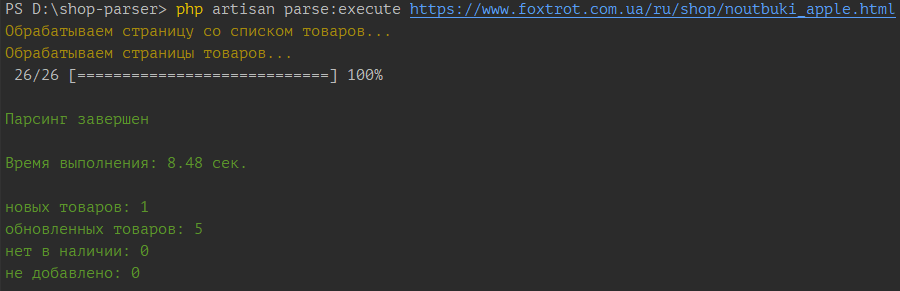 PS D:\shop-parser> php artisan parse:execute https://www.foxtrot.com.ua/ru/shop/noutbuki_apple.html
Обрабатываем страницу со списком товаров...
Обрабатываем страницы товаров...
26/26 [============================] 100%
Парсинг завершен
Время выполнения: 8.48 сек.
новых товаров: 1
обновленных товаров: 5
нет в наличии: 0
не добавлено: 0